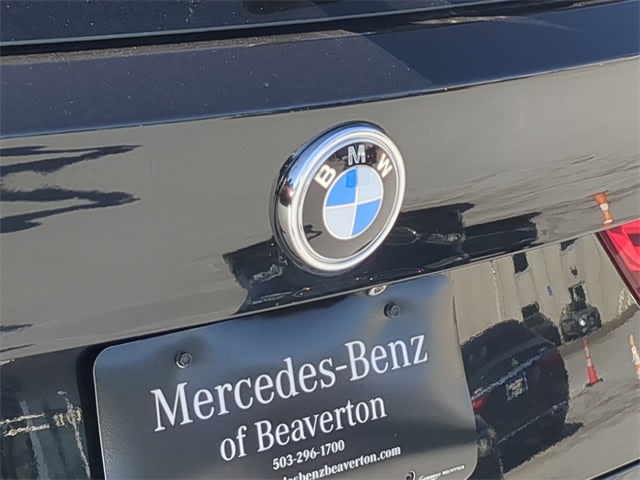 BMW
Mercedes-Benz
of Beaverton
503-296-1700